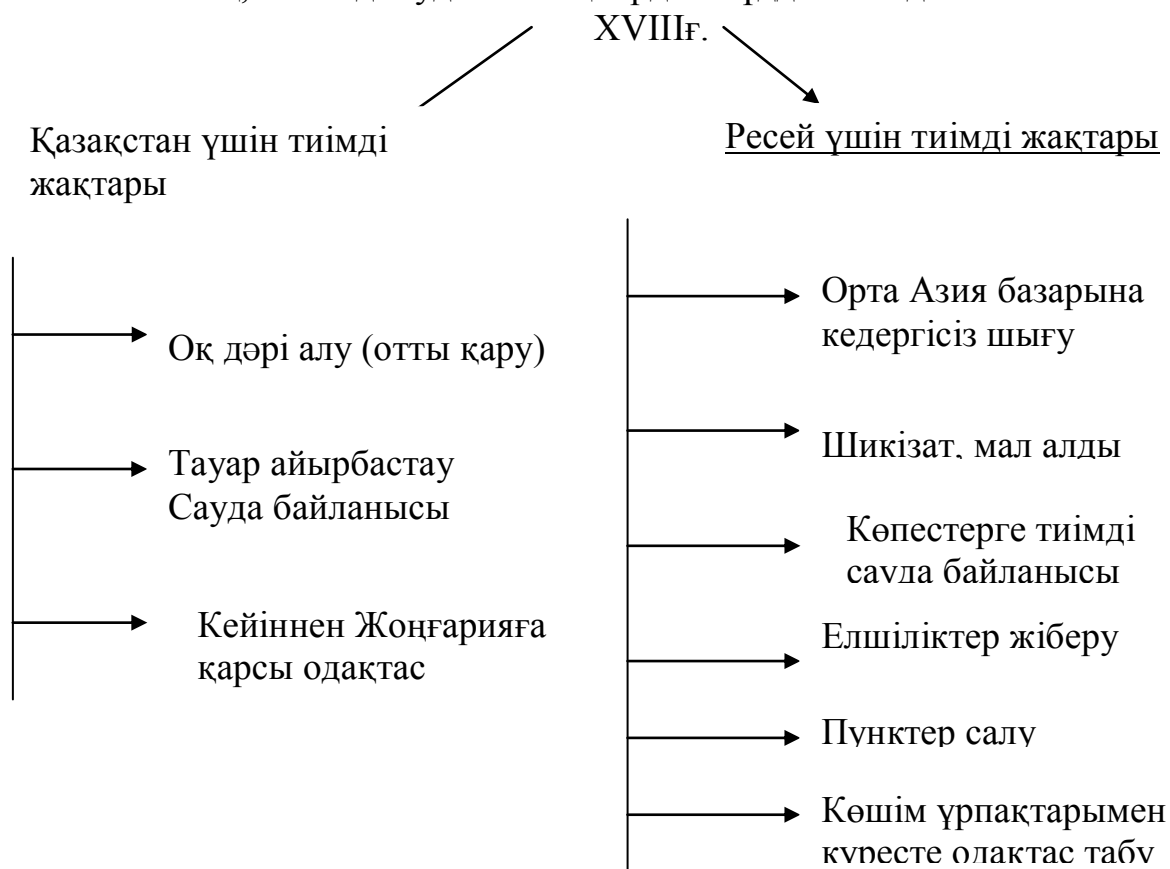 XVIIIғ.
Қазақстан үшін тиімді
жақтары
Оқ дәрі алу (отты қару)
Тауар айырбастау
Сауда байланысы
Кейіннен Жоңғарияға
қарсы одақтас
Ресей үшін тиімді жақтары
Орта Азия базарына
кедергісіз шығу
Шикізат, мал алды
Көпестерге тиімді
сауда байланысы
Елшіліктер жіберу
Пунктер салу
Көшім ұрпақтарымен
күресте одақтас табу